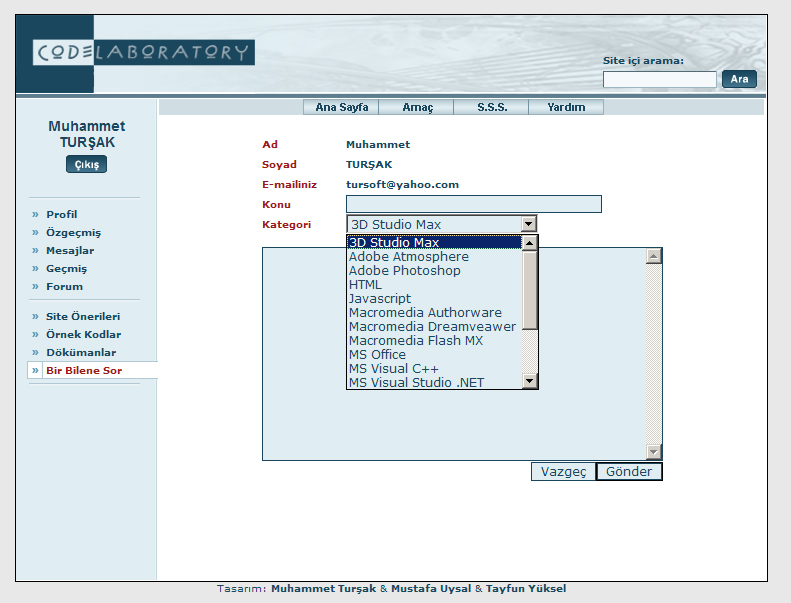 CODELABORATORY
Site içi arama:
Ara
Ana Sayfa Amaç S.S.S. Yardım
Muhammet
TURŞAK
Çıkış
» Profil
» Özgeçmiş
» Mesajlar
» Geçmiş
» Forum
» Site Önerileri
» Örnek Kodlar
» Dökümanlar
» Bir Bilene Sor
Ad Muhammet
Soyad TURŞAK
E-mailiniz tursoft@yahoo.com
Konu
Kategori 3D Studio Max
3D Studio Max
Adobe Atmosphere
Adobe Photoshop
HTML
Javascript
Macromedia Authorware
Macromedia Dreamveawer
Macromedia Flash MX
MS Office
MS Visual C++
MS Visual Studio .NET
Vazgeç Gönder
Tasarım: Muhammet Turşak & Mustafa Uysal & Tayfun Yüksel